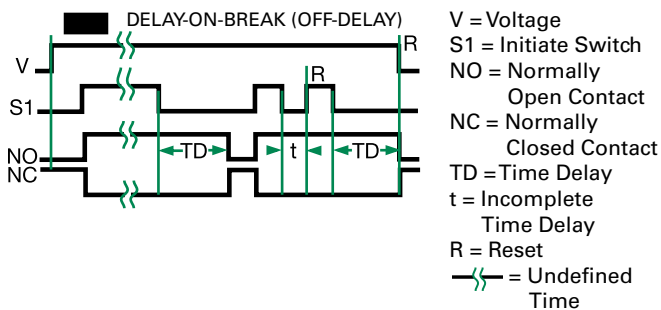 DELAY-ON-BREAK (OFF-DELAY)
R
V
R
S1
NO
NC
TD
t
TD
V = Voltage
S1 = Initiate Switch
NO = Normally
Open Contact
NC = Normally
Closed Contact
TD = Time Delay
t = Incomplete
Time Delay
R = Reset
= Undefined
Time